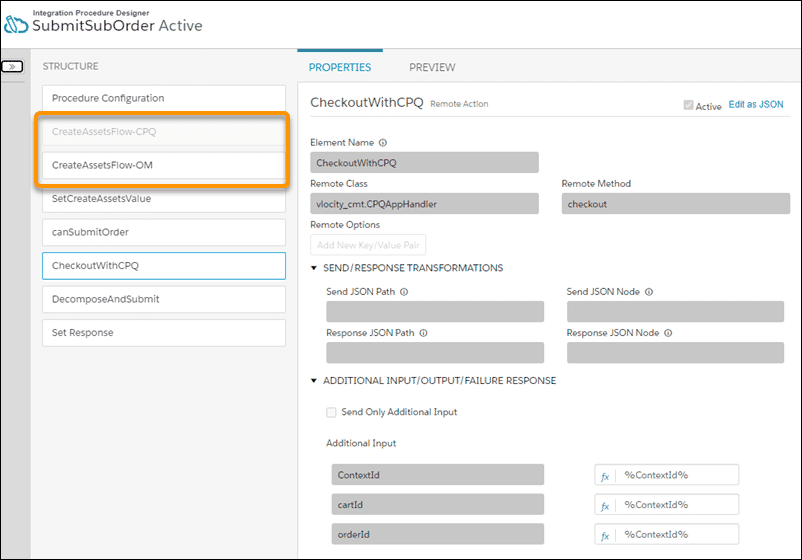 Integration Procedure Designer
SubmitSubOrder Active
»
STRUCTURE
Procedure Configuration
CreateAssetsFlow-CPQ
CreateAssetsFlow-OM
SetCreateAssetsValue
canSubmitOrder
CheckoutWithCPQ
DecomposeAndSubmit
Set Response
PROPERTIES PREVIEW
CheckoutWithCPQ Remote Action Active Edit as JSON
Element Name
CheckoutWithCPQ
Remote Class Remote Method
vlocity_cmt.CPQAppHandler checkout
Remote Options
Add New Key/Value Pair
SEND/RESPONSE TRANSFORMATIONS
Send JSON Path Send JSON Node
Response JSON Path Response JSON Node
ADDITIONAL INPUT/OUTPUT/FAILURE RESPONSE
Send Only Additional Input
Additional Input
ContextId fx %ContextId%
cartId fx %ContextId%
orderId fx %ContextId%